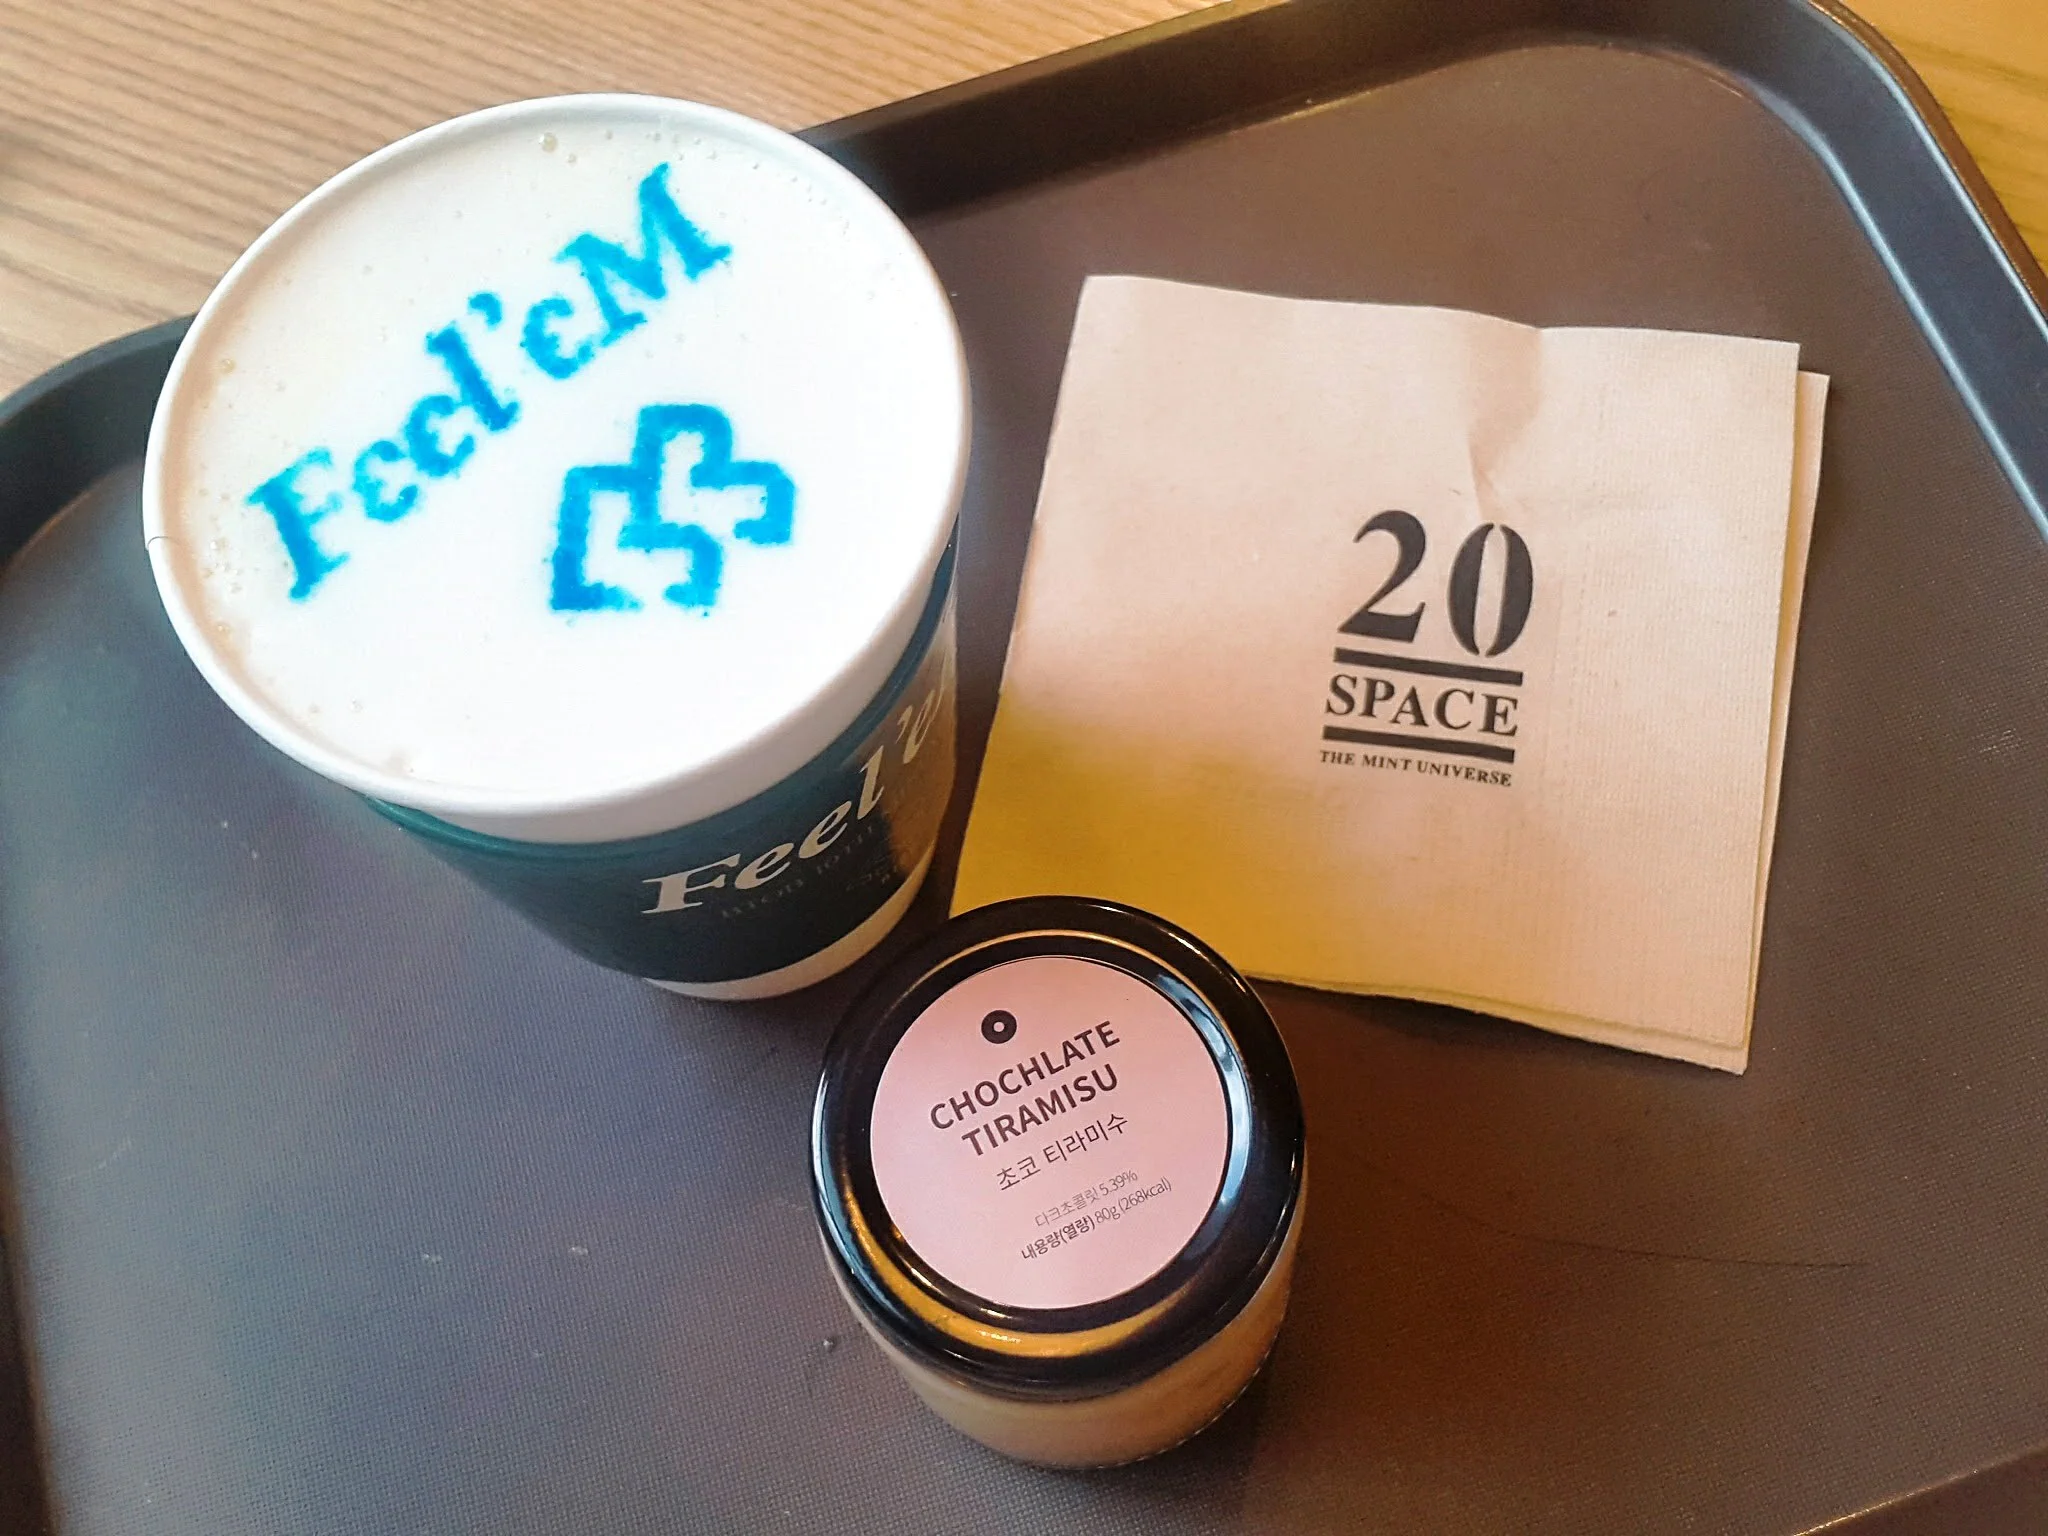 Feel'eM
Feel'e
20
SPACE
THE MINT UNIVERSE
CHOCHLATE
TIRAMISU
초코 티라미수
다크초콜릿 5.39%
내용량(열량) 80g (268kcal)